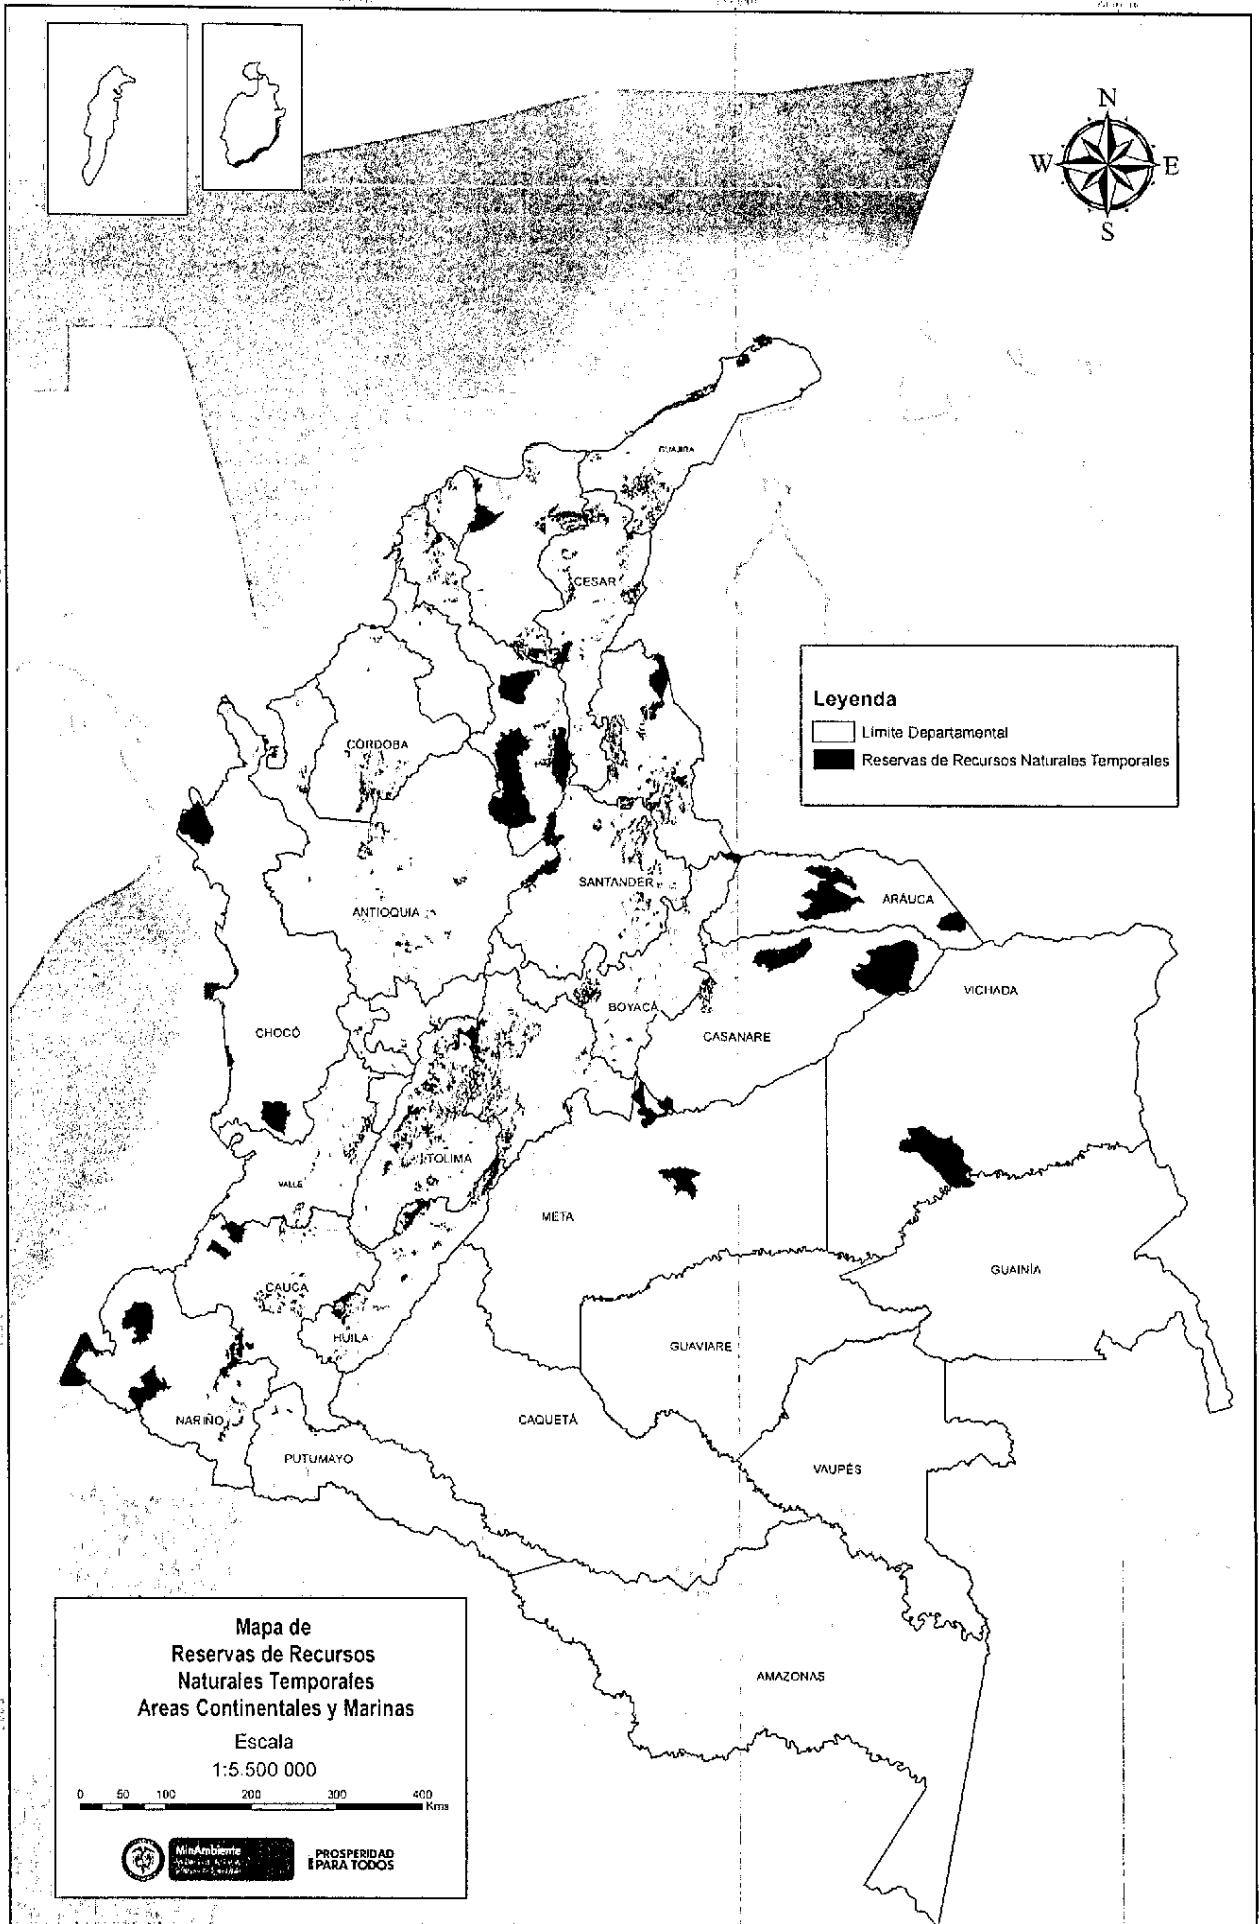 N
W E
S
GUAJIRA
CESAR
Leyenda
Límite Departamental
Reservas de Recursos Naturales Temporales
CÓRDOBA
SANTANDER
ARAUCA
ANTIOQUIA
VICHADA
BOYACÁ
CHOCÓ
CASANARE
TOLIMA
VALLE
META
GUAINÍA
CAUCA
HUILA
GUAVIARE
NARIÑO
CAQUETÁ
PUTUMAYO
VAUPÉS
AMAZONAS
Mapa de
Reservas de Recursos
Naturales Temporales
Areas Continentales y Marinas
Escala
1:5.500 000
0 50 100 200 300 400
Kms
MinAmbiente
PROSPERIDAD
PARA TODOS